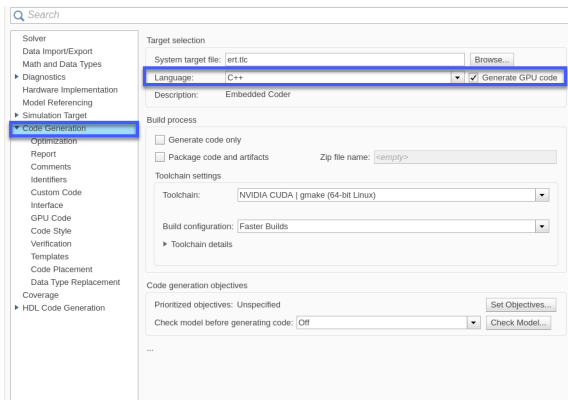 Search
Solver
Data Import/Export
Math and Data Types
Diagnostics
Hardware Implementation
Model Referencing
Simulation Target
Code Generation
Optimization
Report
Comments
Identifiers
Custom Code
Interface
GPU Code
Code Style
Verification
Templates
Code Placement
Data Type Replacement
Coverage
HDL Code Generation
Target selection
System target file: ert.tlc Browse...
Language: C++ Generate GPU code
Description: Embedded Coder
Build process
Generate code only
Package code and artifacts Zip file name: <empty>
Toolchain settings
Toolchain: NVIDIA CUDA | gmake (64-bit Linux)
Build configuration: Faster Builds
Toolchain details
Code generation objectives
Prioritized objectives: Unspecified Set Objectives...
Check model before generating code: Off Check Model...
...